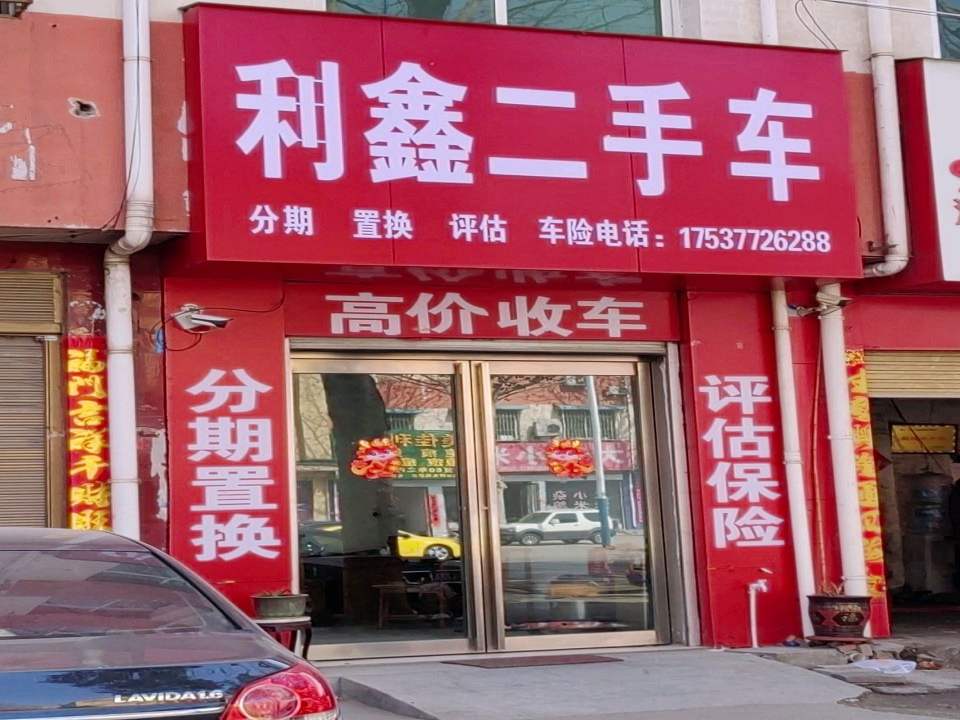 利鑫二手车
分期 置换 评估 车险电话：17537726288
高价收车
分期置换
评估保险
LAVIDA1.6